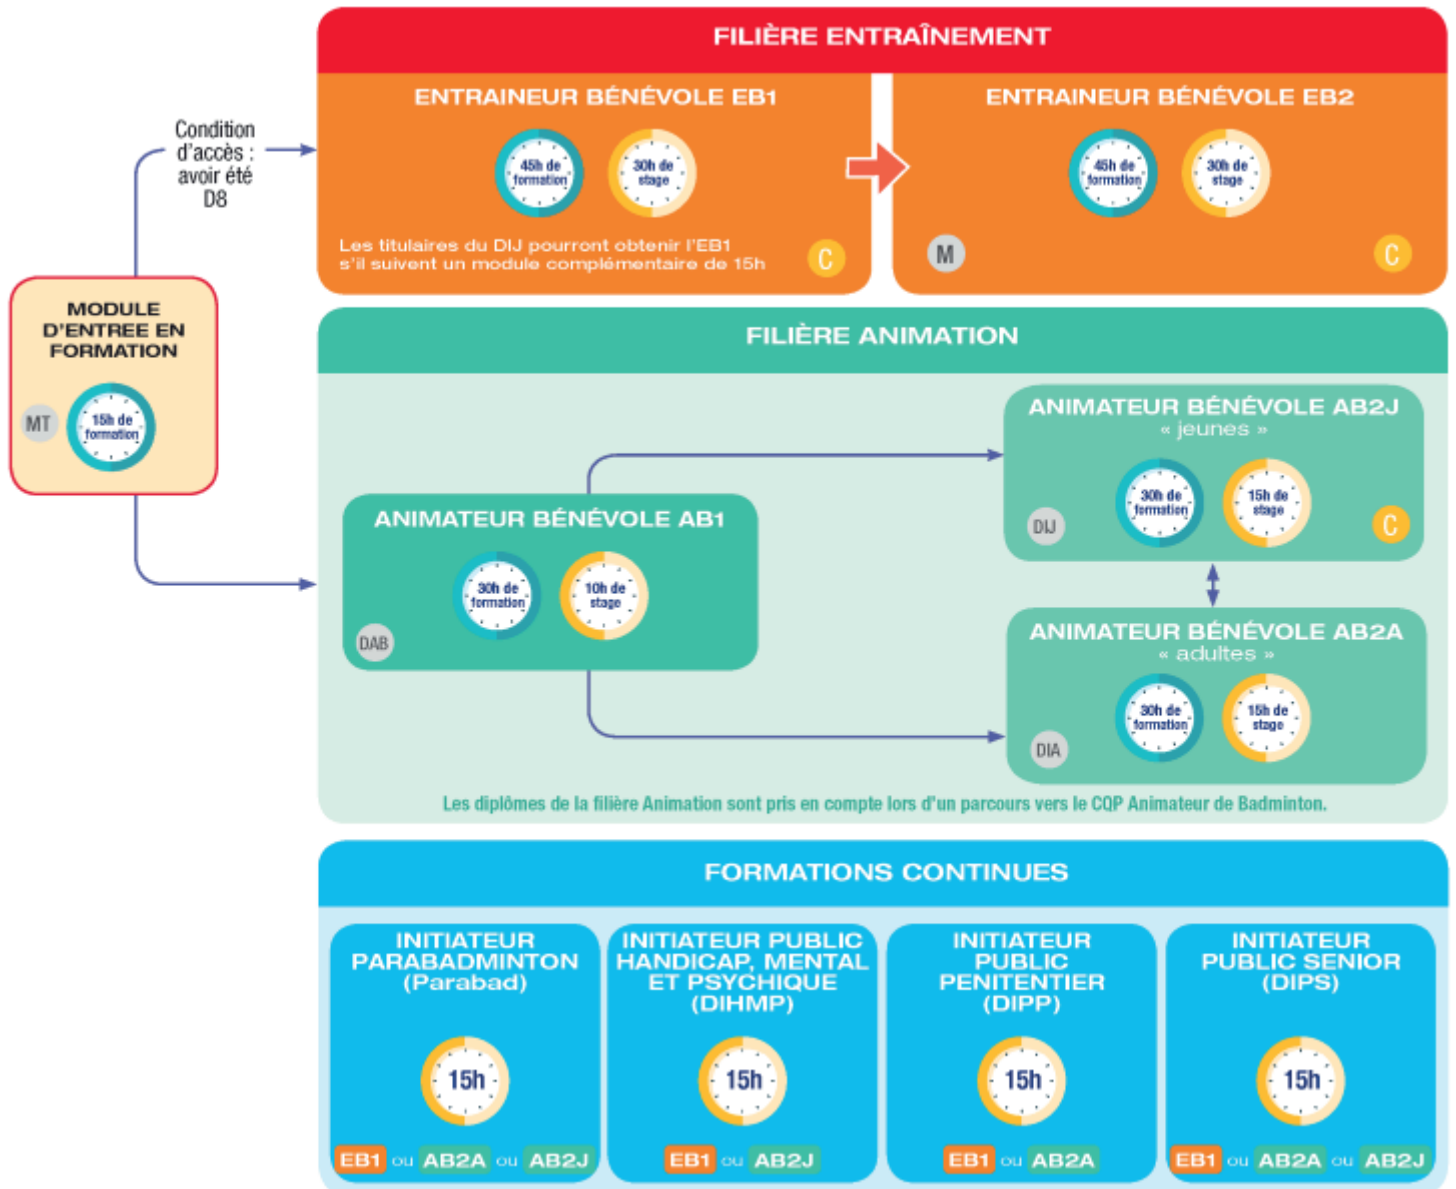 FILIÈRE ENTRAÎNEMENT
ENTRAINEUR BÉNÉVOLE EB1
45h de
formation
30h de
stage
Les titulaires du DIJ pourront obtenir l'EB1
s'il suivent un module complémentaire de 15h
C
ENTRAINEUR BÉNÉVOLE EB2
45h de
formation
30h de
stage
M
C
Condition
d'accès :
avoir été
D8
MODULE
D'ENTREE EN
FORMATION
MT
15h de
formation
FILIÈRE ANIMATION
ANIMATEUR BÉNÉVOLE AB1
30h de
formation
10h de
stage
DAB
ANIMATEUR BÉNÉVOLE AB2J
« jeunes »
30h de
formation
15h de
stage
DIJ
C
ANIMATEUR BÉNÉVOLE AB2A
« adultes »
30h de
formation
15h de
stage
DIA
Les diplômes de la filière Animation sont pris en compte lors d'un parcours vers le CQP Animateur de Badminton.
FORMATIONS CONTINUES
INITIATEUR
PARABADMINTON
(Parabad)
15h
EB1 ou AB2A ou AB2J
INITIATEUR PUBLIC
HANDICAP, MENTAL
ET PSYCHIQUE
(DIHMP)
15h
EB1 ou AB2J
INITIATEUR
PUBLIC
PENITENTIER
(DIPP)
15h
EB1 ou AB2A
INITIATEUR
PUBLIC SENIOR
(DIPS)
15h
EB1 ou AB2A ou AB2J